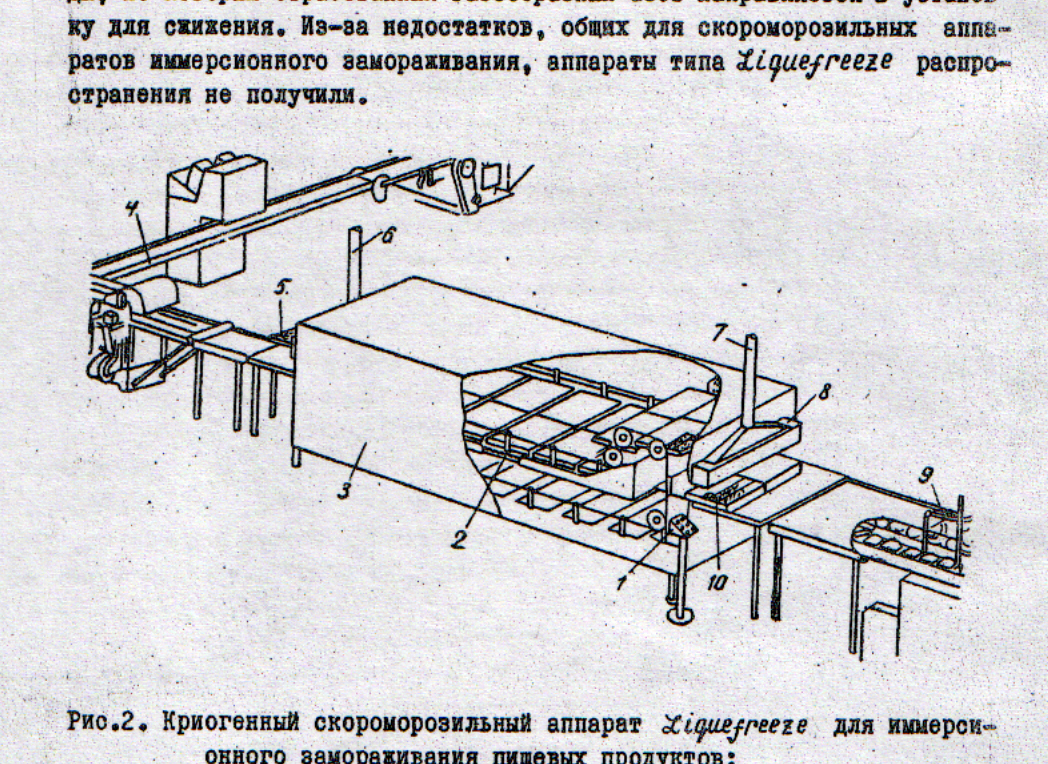 ку для сжижения. Из-за недостатков, общих для скороморозильных аппа-
ратов иммерсионного замораживания, аппараты типа Liquefreeze распро-
странения не получили.
4
6
5.
7
8
3
9
2
1
10
Рис.2. Криогенный скороморозильный аппарат Liquefreeze для иммерси-
онного замораживания пищевых продуктов: